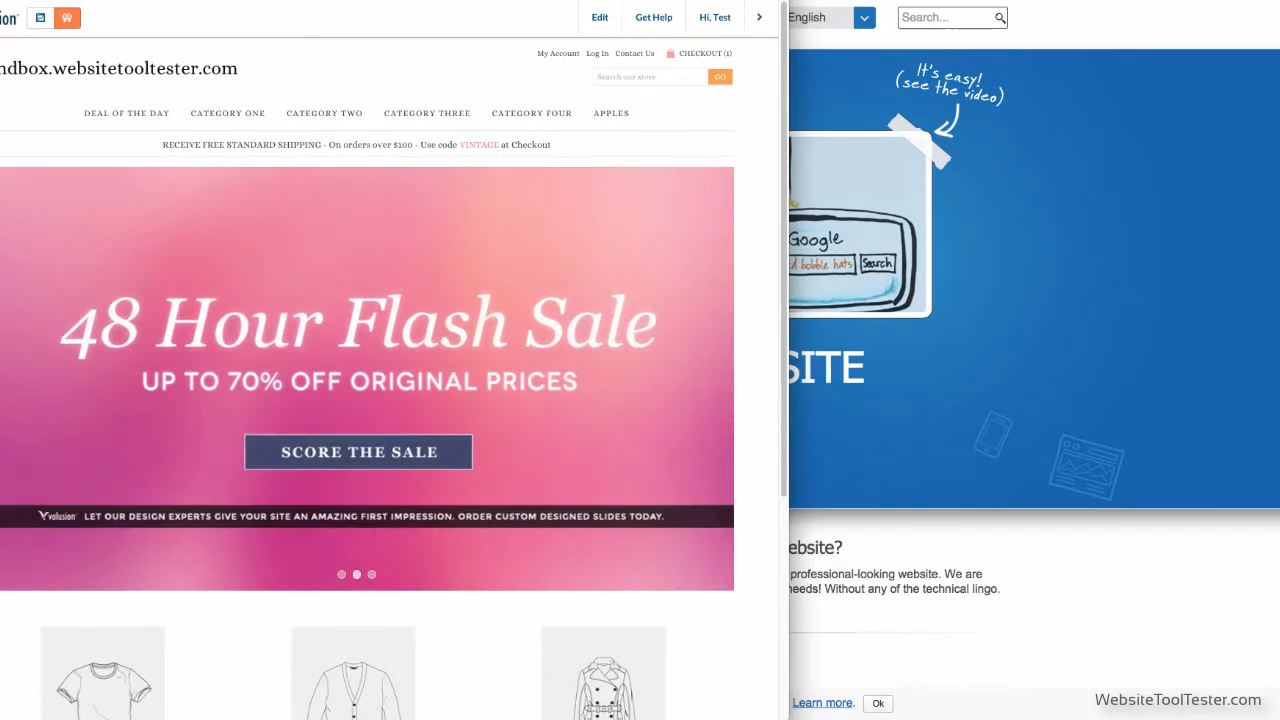 Edit
Get Help
Hi, Test
My Account
Log In
Contact Us
CHECKOUT (1)
ndbox.websitetooltester.com
Search our store
GO
DEAL OF THE DAY
CATEGORY ONE
CATEGORY TWO
CATEGORY THREE
CATEGORY FOUR
APPLES
RECEIVE FREE STANDARD SHIPPING - On orders over $100 - Use code VINTAGE at Checkout
48 Hour Flash Sale
UP TO 70% OFF ORIGINAL PRICES
SCORE THE SALE
volusion LET OUR DESIGN EXPERTS GIVE YOUR SITE AN AMAZING FIRST IMPRESSION. ORDER CUSTOM DESIGNED SLIDES TODAY.
English
Search...
It's easy!
(see the video)
Google
d bobble hats
Search
SITE
ebsite?
professional-looking website. We are
needs! Without any of the technical lingo.
Learn more.
Ok
WebsiteToolTester.com